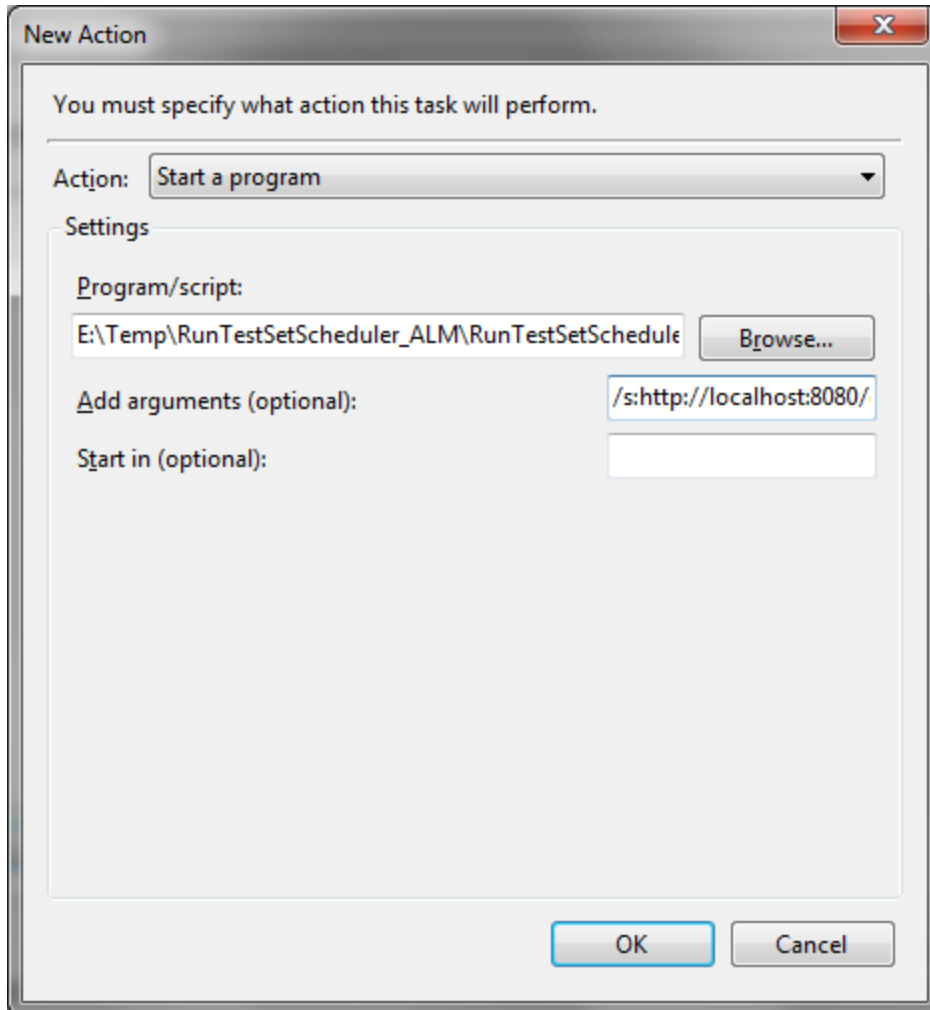 New Action
You must specify what action this task will perform.
Action: Start a program
Settings
Program/script:
E:\Temp\RunTestSetScheduler_ALM\RunTestSetSchedule Browse...
Add arguments (optional): /s:http://localhost:8080/
Start in (optional):
OK Cancel